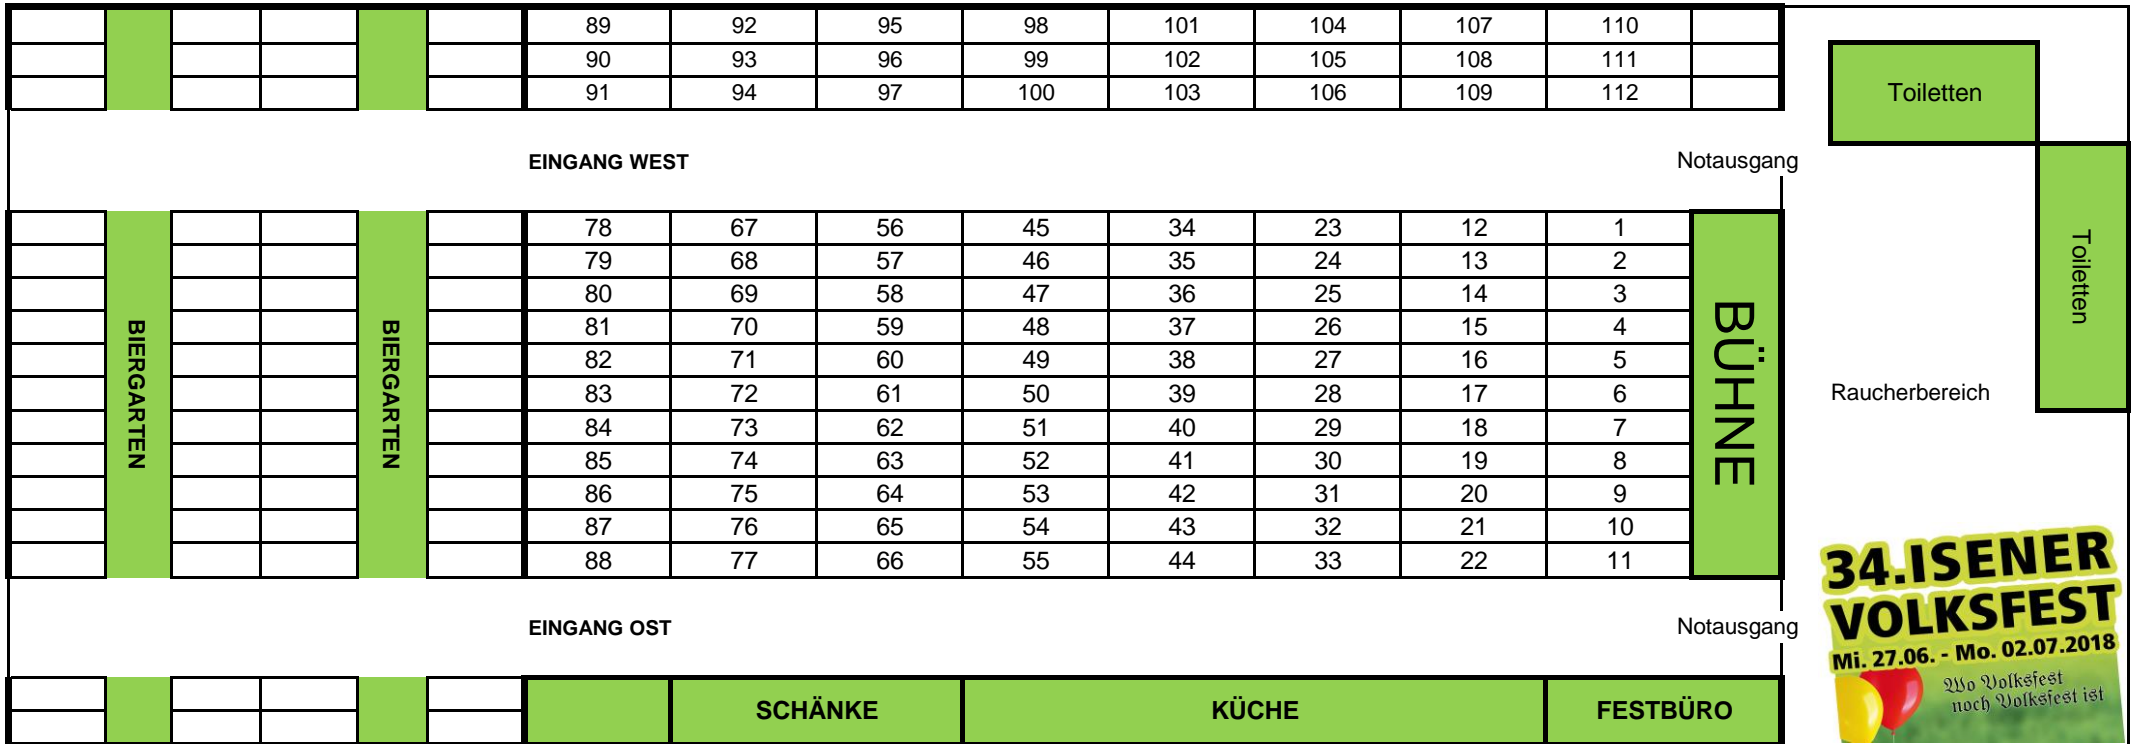 89 92 95 98 101 104 107 110
90 93 96 99 102 105 108 111
91 94 97 100 103 106 109 112
Toiletten
EINGANG WEST
Notausgang
78 67 56 45 34 23 12 1
79 68 57 46 35 24 13 2
80 69 58 47 36 25 14 3
81 70 59 48 37 26 15 4
82 71 60 49 38 27 16 5
83 72 61 50 39 28 17 6
84 73 62 51 40 29 18 7
85 74 63 52 41 30 19 8
86 75 64 53 42 31 20 9
87 76 65 54 43 32 21 10
88 77 66 55 44 33 22 11
BIERGARTEN
BIERGARTEN
BÜHNE
Toiletten
Raucherbereich
EINGANG OST
Notausgang
SCHÄNKE KÜCHE FESTBÜRO
34.ISENER
VOLKSFEST
Mi. 27.06. - Mo. 02.07.2018
Wo Volksfest
noch Volksfest ist